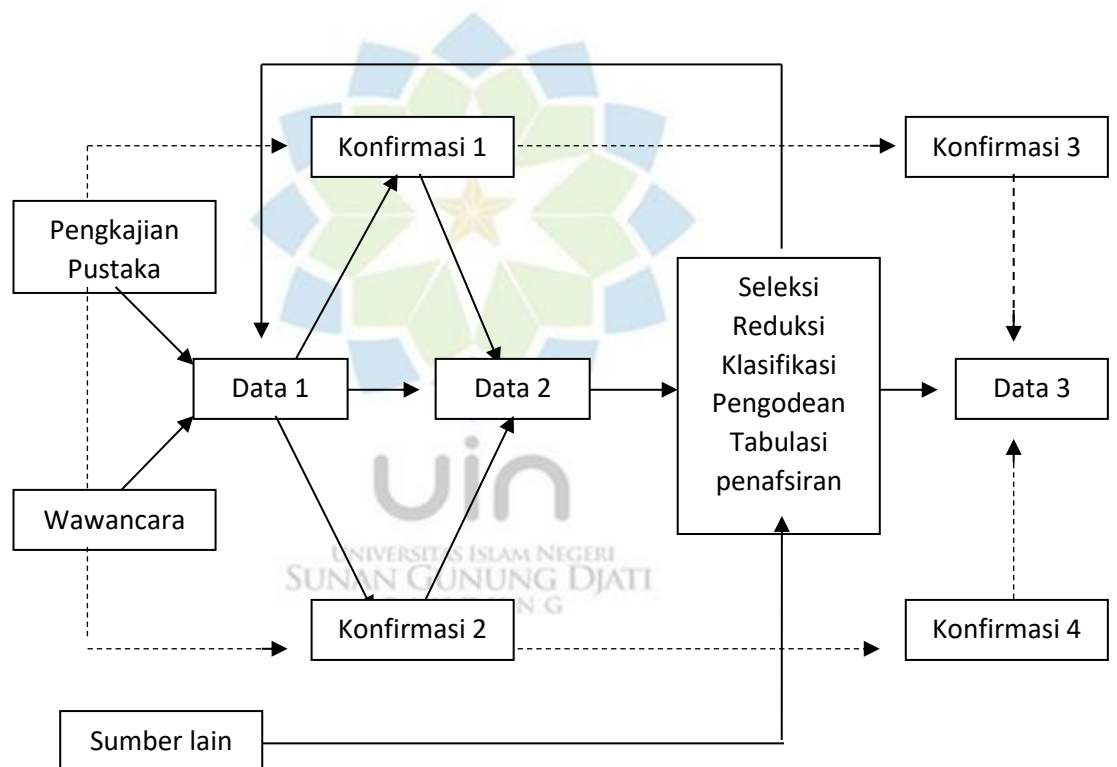 Konfirmasi 1
Konfirmasi 3
Pengkajian
Pustaka
Seleksi
Reduksi
Klasifikasi
Pengodean
Tabulasi
penafsiran
Data 1
Data 2
Data 3
Wawancara
uin
UNIVERSITAS ISLAM NEGERI
SUNAN GUNUNG DJATI
Konfirmasi 2
Konfirmasi 4
Sumber lain